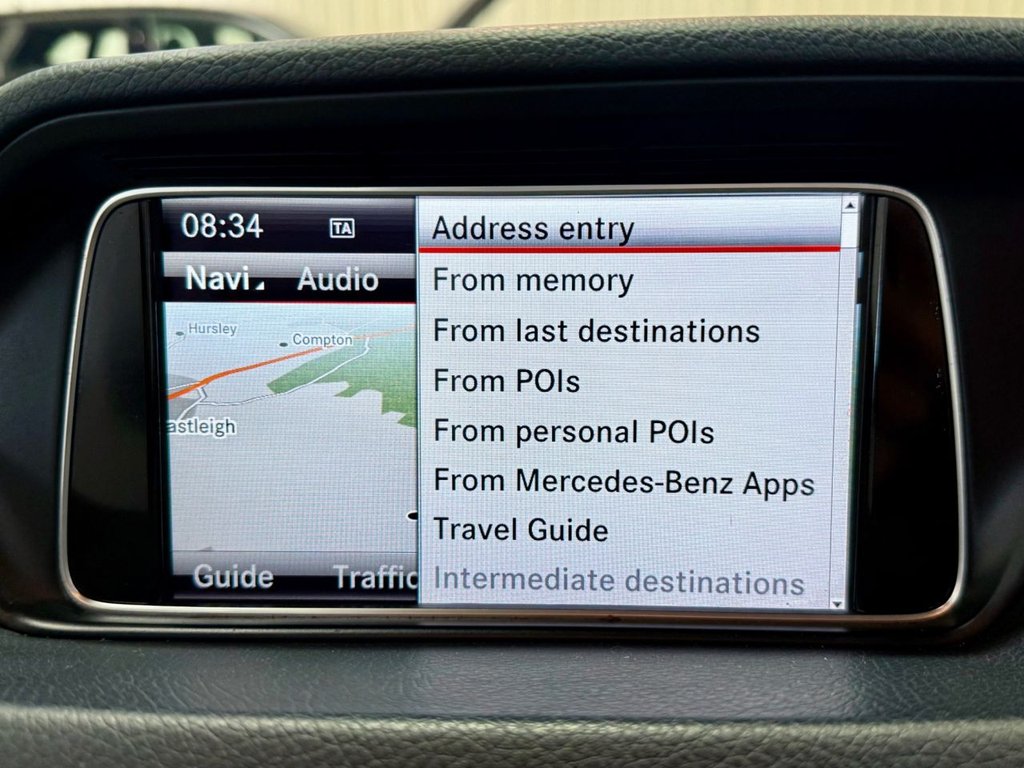 08:34 TA
Navi Audio
Hursley
Compton
astleigh
Guide Traffic
Address entry
From memory
From last destinations
From POIs
From personal POIs
From Mercedes-Benz Apps
Travel Guide
Intermediate destinations